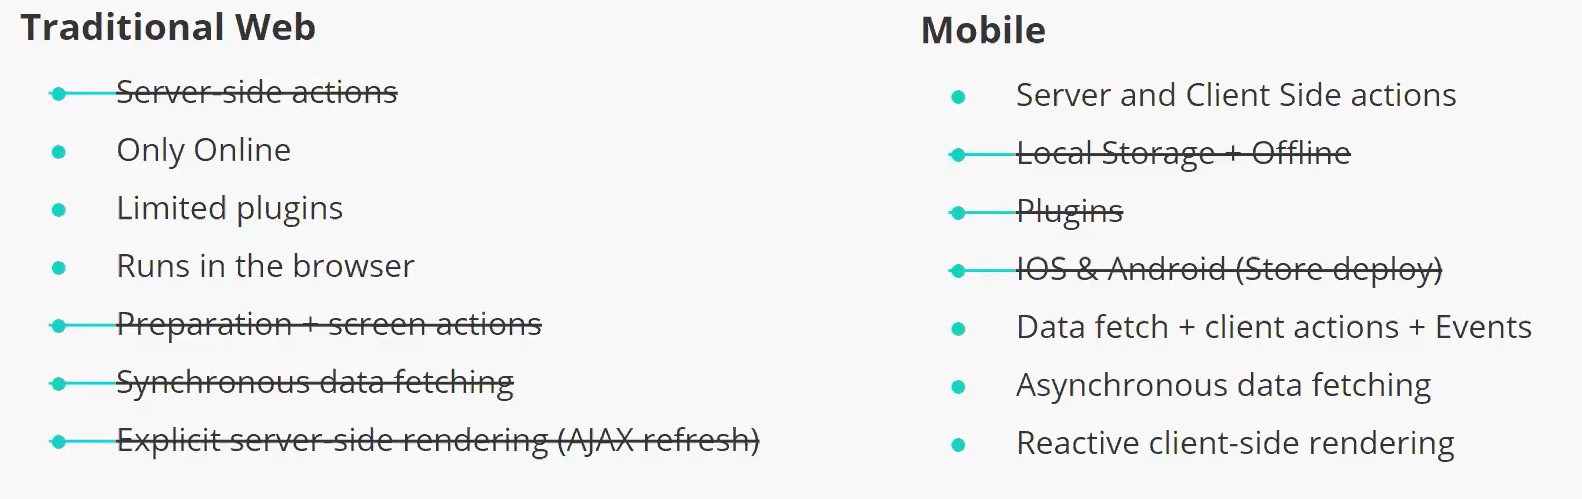 Traditional Web
Server-side actions
Only Online
Limited plugins
Runs in the browser
Preparation + screen actions
Synchronous data fetching
Explicit server-side rendering (AJAX refresh)
Mobile
Server and Client Side actions
Local Storage + Offline
Plugins
IOS & Android (Store deploy)
Data fetch + client actions + Events
Asynchronous data fetching
Reactive client-side rendering